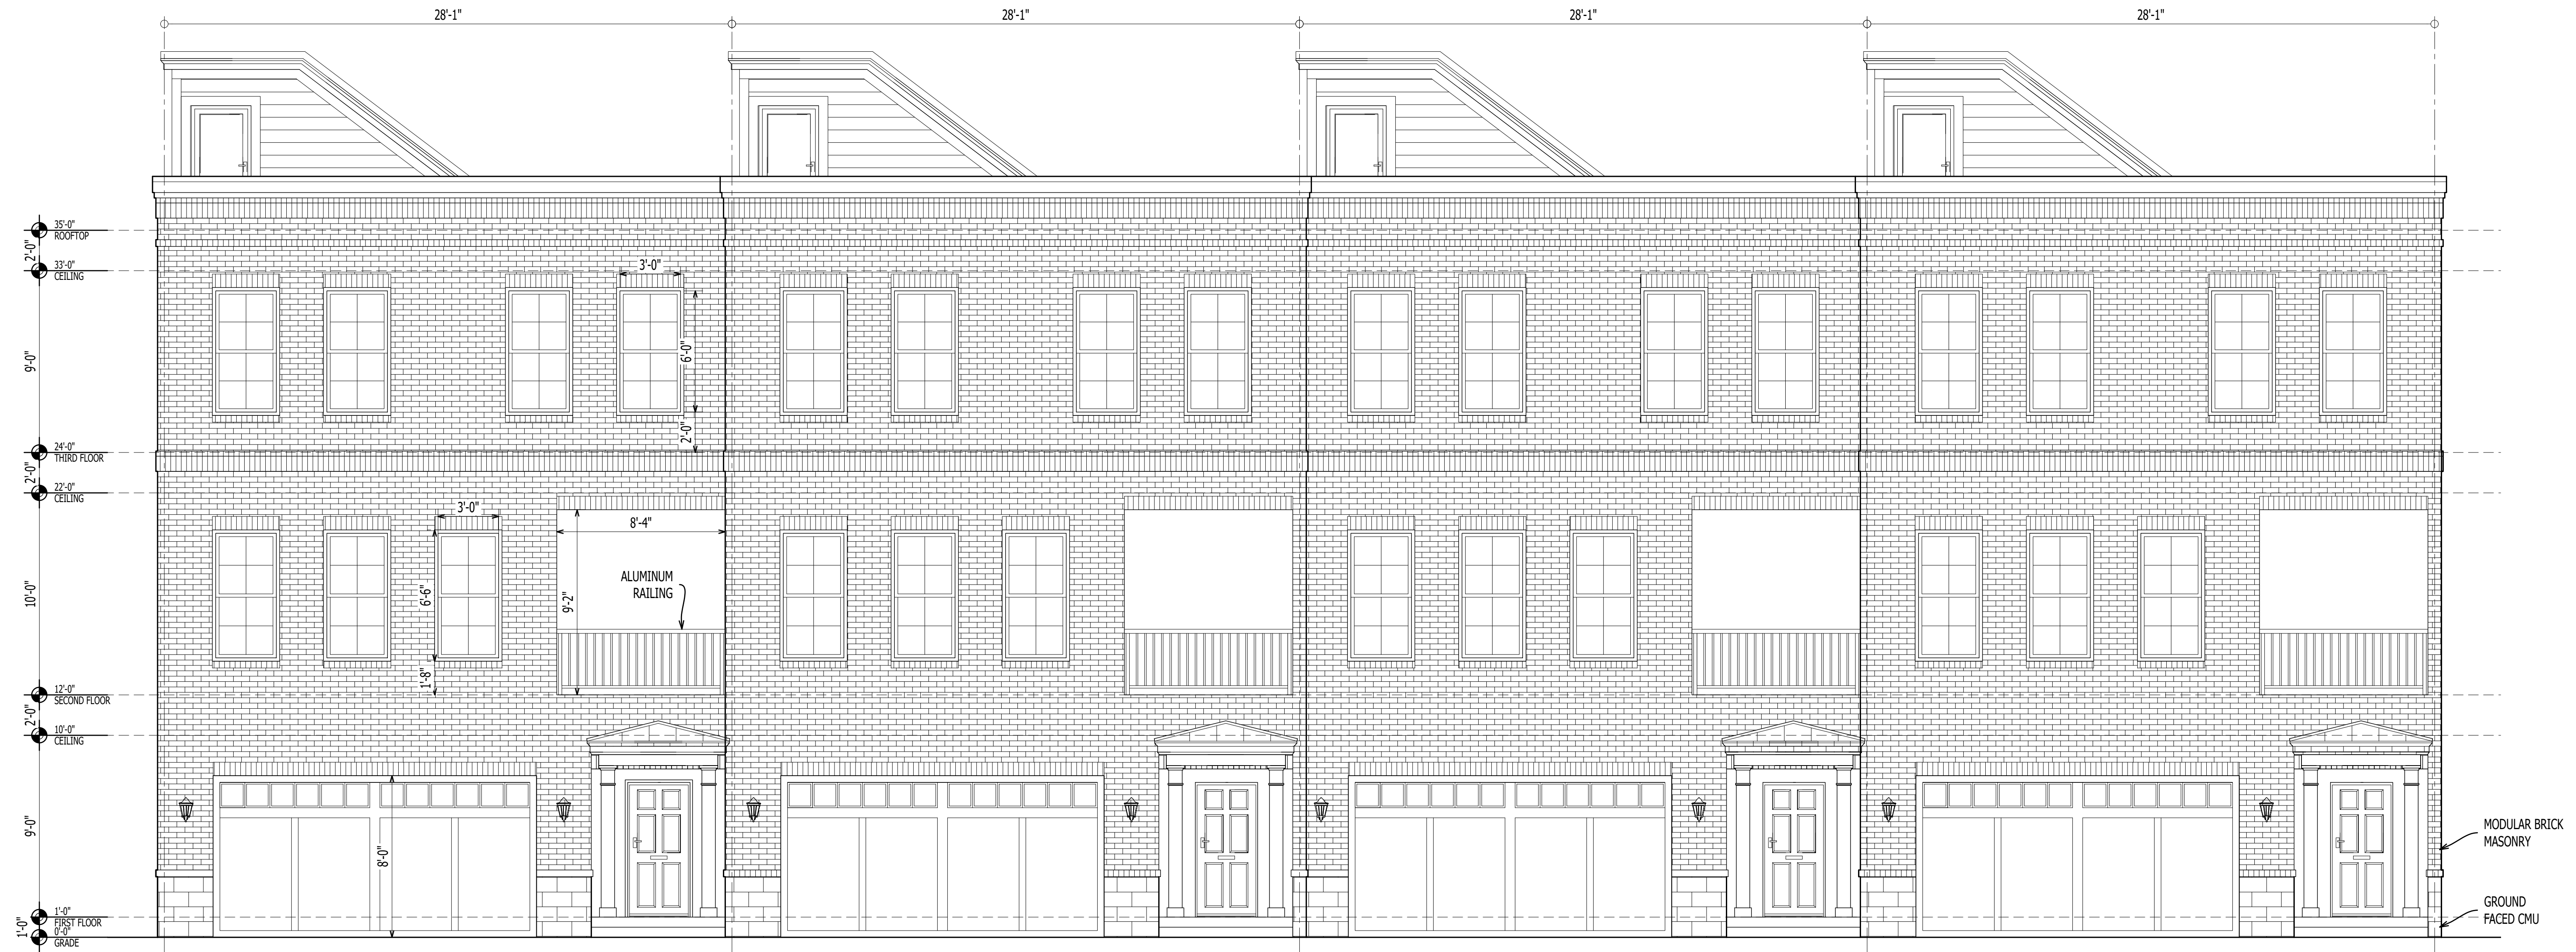 28'-1"
28'-1"
28'-1"
28'-1"
35'-0"
ROOFTOP
2'-0"
33'-0"
CEILING
3'-0"
9'-0"
6'-0"
2'-0"
24'-0"
THIRD FLOOR
2'-0"
22'-0"
CEILING
3'-0"
8'-4"
ALUMINUM
RAILING
10'-0"
6'-6"
9'-2"
1'-8"
12'-0"
SECOND FLOOR
2'-0"
10'-0"
CEILING
9'-0"
8'-0"
MODULAR BRICK
MASONRY
1'-0"
FIRST FLOOR
1'-0"
0'-0"
GRADE
GROUND
FACED CMU